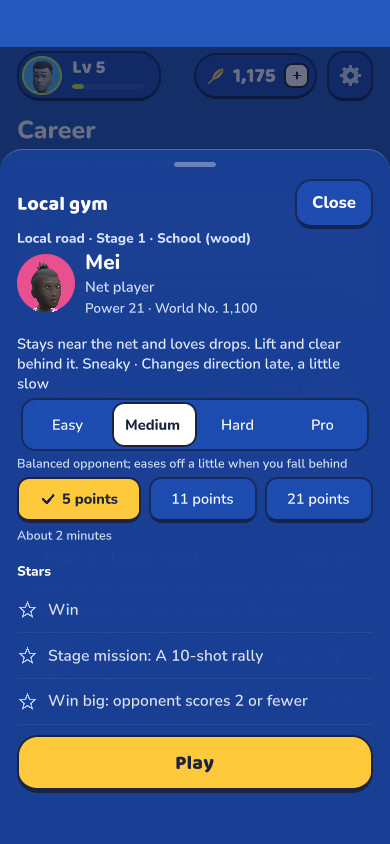 Lv 5
1,175
+
Career
Local gym
Close
Local road · Stage 1 · School (wood)
Mei
Net player
Power 21 · World No. 1,100
Stays near the net and loves drops. Lift and clear
behind it. Sneaky · Changes direction late, a little
slow
Easy
Medium
Hard
Pro
Balanced opponent; eases off a little when you fall behind
5 points
11 points
21 points
About 2 minutes
Stars
Win
Stage mission: A 10-shot rally
Win big: opponent scores 2 or fewer
Play